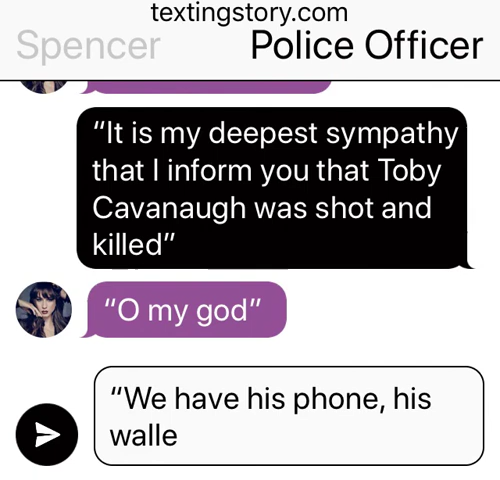 textingstory.com
Spencer Police Officer
"It is my deepest sympathy
that I inform you that Toby
Cavanaugh was shot and
killed"
"O my god"
"We have his phone, his
walle